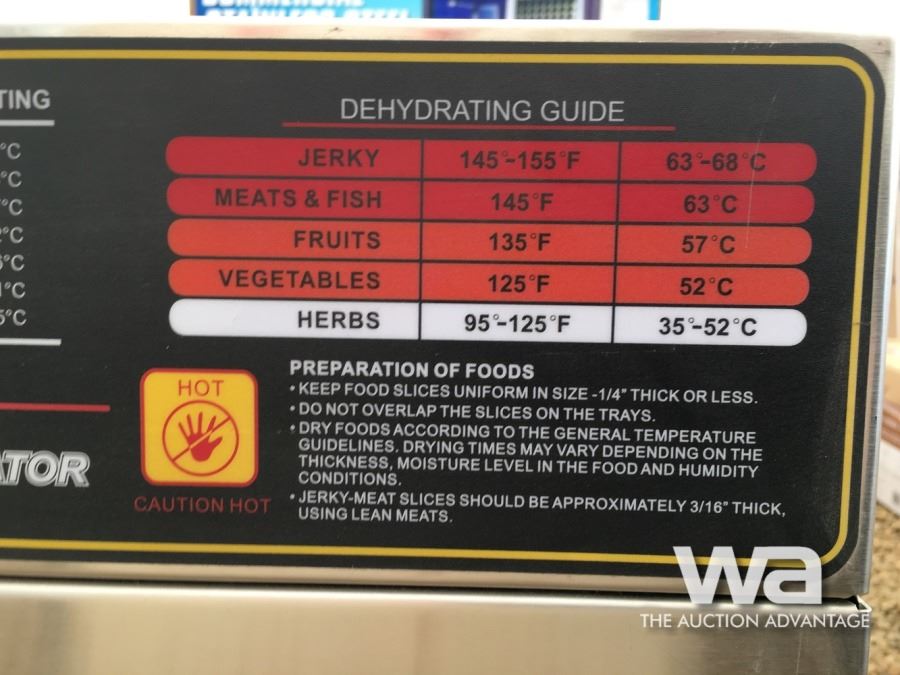 DEHYDRATING GUIDE
JERKY 145°-155°F 63°-68°C
MEATS & FISH 145°F 63°C
FRUITS 135°F 57°C
VEGETABLES 125°F 52°C
HERBS 95°-125°F 35°-52°C
TING
°C
°C
°C
°C
°C
°C
5°C
ATOR
HOT
CAUTION HOT
PREPARATION OF FOODS
• KEEP FOOD SLICES UNIFORM IN SIZE -1/4" THICK OR LESS.
• DO NOT OVERLAP THE SLICES ON THE TRAYS.
• DRY FOODS ACCORDING TO THE GENERAL TEMPERATURE
GUIDELINES. DRYING TIMES MAY VARY DEPENDING ON THE
THICKNESS, MOISTURE LEVEL IN THE FOOD AND HUMIDITY
CONDITIONS.
• JERKY-MEAT SLICES SHOULD BE APPROXIMATELY 3/16" THICK,
USING LEAN MEATS.
wa
THE AUCTION ADVANTAGE